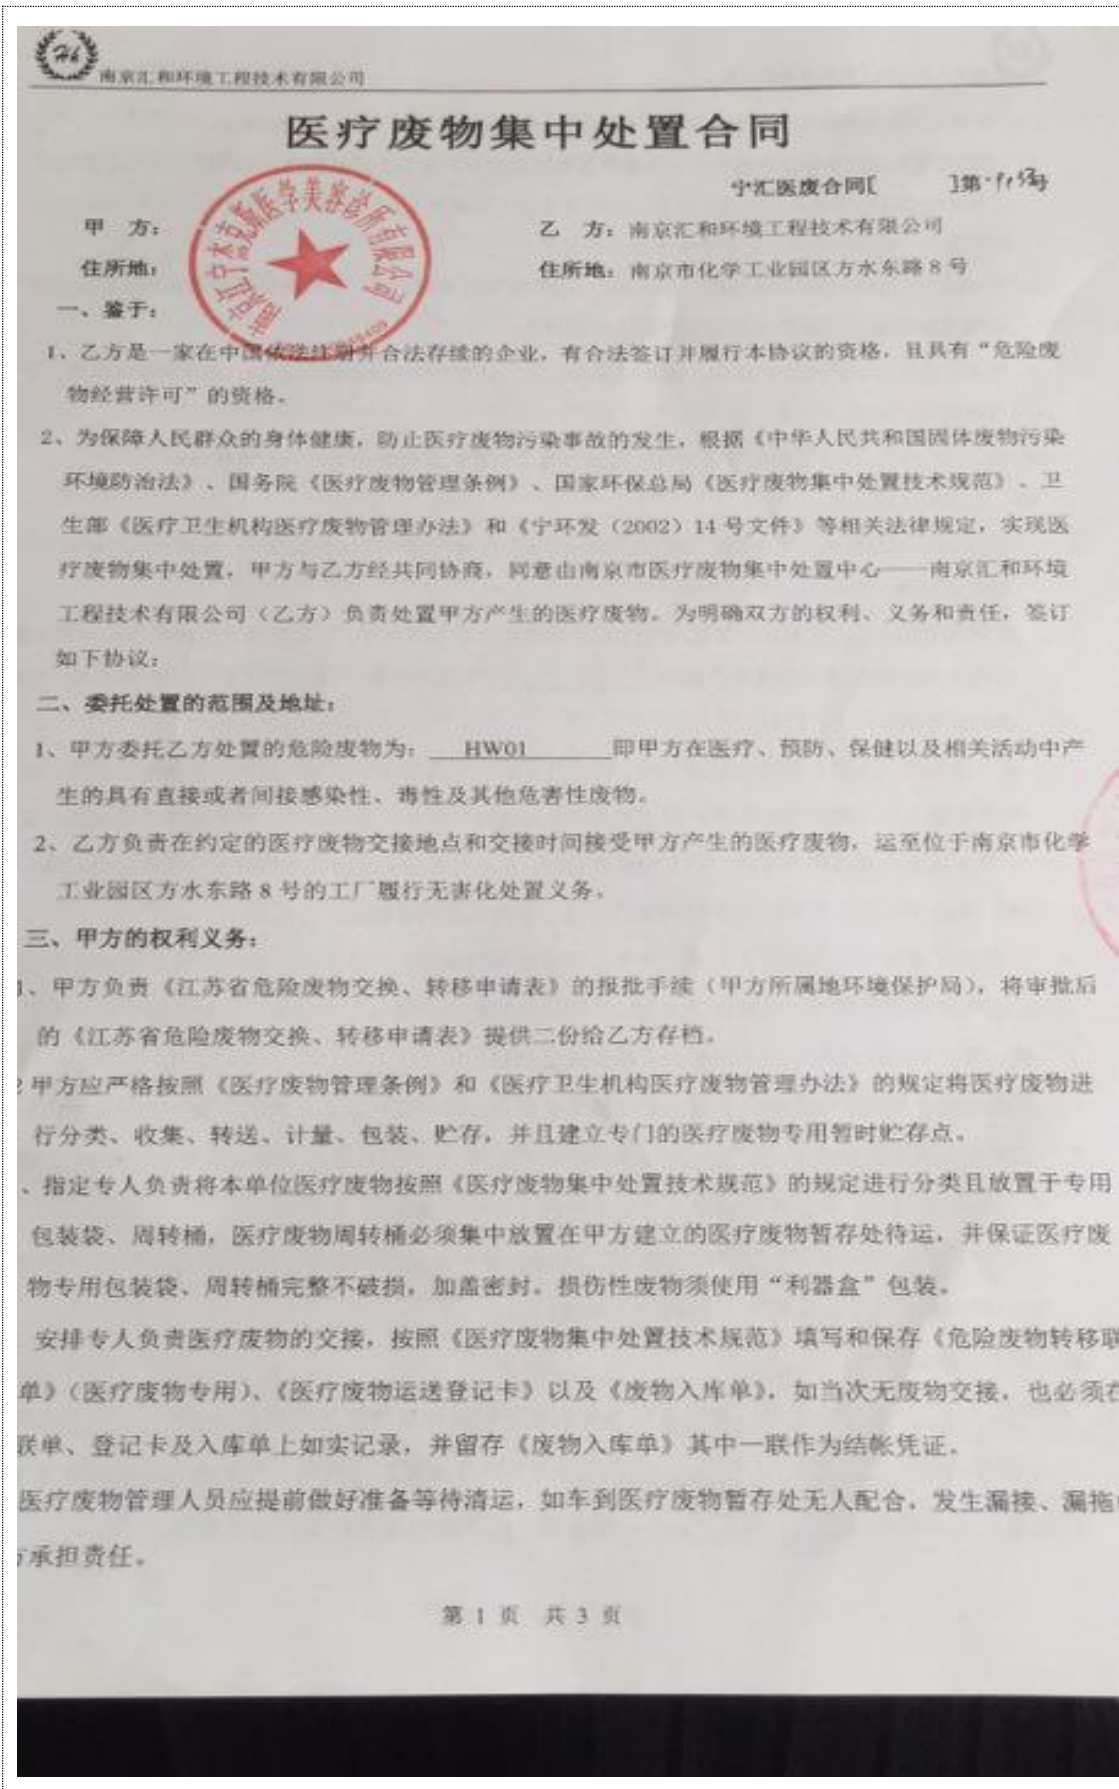 南京汇和环境工程技术有限公司
医疗废物集中处置合同
宁汇医废合同[ ]第 号
甲 方： 乙 方：南京汇和环境工程技术有限公司
住所地： 住所地：南京市化学工业园区方水东路8号
医学美容诊所有限公司
一、鉴于：
1、乙方是一家在中国依法注册并合法存续的企业，有合法签订并履行本协议的资格，且具有“危险废
物经营许可”的资格。
2、为保障人民群众的身体健康，防止医疗废物污染事故的发生，根据《中华人民共和国固体废物污染
环境防治法》、国务院《医疗废物管理条例》、国家环保总局《医疗废物集中处置技术规范》、卫
生部《医疗卫生机构医疗废物管理办法》和《宁环发（2002）14号文件》等相关法律规定，实现医
疗废物集中处置，甲方与乙方经共同协商，同意由南京市医疗废物集中处置中心——南京汇和环境
工程技术有限公司（乙方）负责处置甲方产生的医疗废物。为明确双方的权利、义务和责任，签订
如下协议：
二、委托处置的范围及地址：
1、甲方委托乙方处置的危险废物为：HW01 即甲方在医疗、预防、保健以及相关活动中产
生的具有直接或者间接感染性、毒性及其他危害性废物。
2、乙方负责在约定的医疗废物交接地点和交接时间接受甲方产生的医疗废物，运至位于南京市化学
工业园区方水东路8号的工厂履行无害化处置义务。
三、甲方的权利义务：
1、甲方负责《江苏省危险废物交换、转移申请表》的报批手续（甲方所属地环境保护局），将审批后
的《江苏省危险废物交换、转移申请表》提供二份给乙方存档。
2甲方应严格按照《医疗废物管理条例》和《医疗卫生机构医疗废物管理办法》的规定将医疗废物进
行分类、收集、转送、计量、包装、贮存，并且建立专门的医疗废物专用暂时贮存点。
、指定专人负责将本单位医疗废物按照《医疗废物集中处置技术规范》的规定进行分类且放置于专用
包装袋、周转桶，医疗废物周转桶必须集中放置在甲方建立的医疗废物暂存处待运，并保证医疗废
物专用包装袋、周转桶完整不破损，加盖密封。损伤性废物须使用“利器盒”包装。
安排专人负责医疗废物的交接，按照《医疗废物集中处置技术规范》填写和保存《危险废物转移联
单》（医疗废物专用）、《医疗废物运送登记卡》以及《废物入库单》，如当次无废物交接，也必须在
联单、登记卡及入库单上如实记录，并留存《废物入库单》其中一联作为结帐凭证。
医疗废物管理人员应提前做好准备等待清运，如车到医疗废物暂存处无人配合，发生漏接、漏拖
方承担责任。
第 1 页 共 3 页